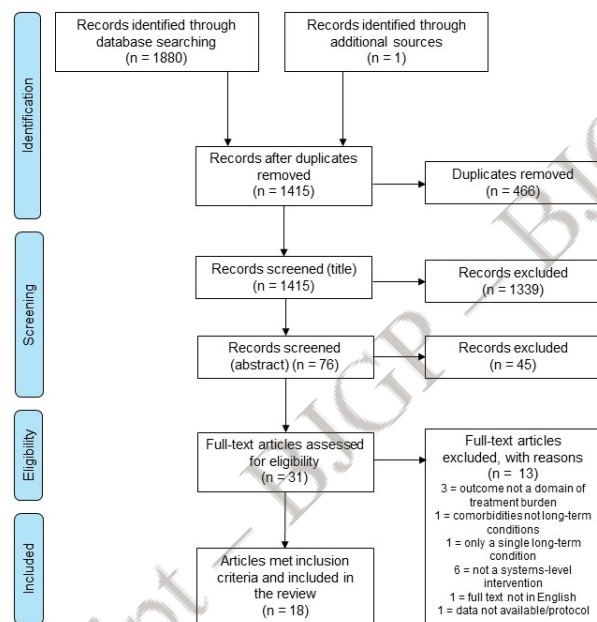 Records identified through
database searching
(n = 1880)
Records identified through
additional sources
(n = 1)
Identification
Records after duplicates
removed
(n = 1415)
Duplicates removed
(n = 466)
Screening
Records screened (title)
(n = 1415)
Records excluded
(n = 1339)
Records screened
(abstract) (n = 76)
Records excluded
(n = 45)
Eligibility
Full-text articles assessed
for eligibility
(n = 31)
Full-text articles
excluded, with reasons
(n = 13)
3 = outcome not a domain of
treatment burden
1 = comorbidities not long-term
conditions
1 = only a single long-term
condition
6 = not a systems-level
intervention
1 = full text not in English
1 = data not available/protocol
Included
Articles met inclusion
criteria and included in
the review
(n = 18)
nt – BJGP – BJGP